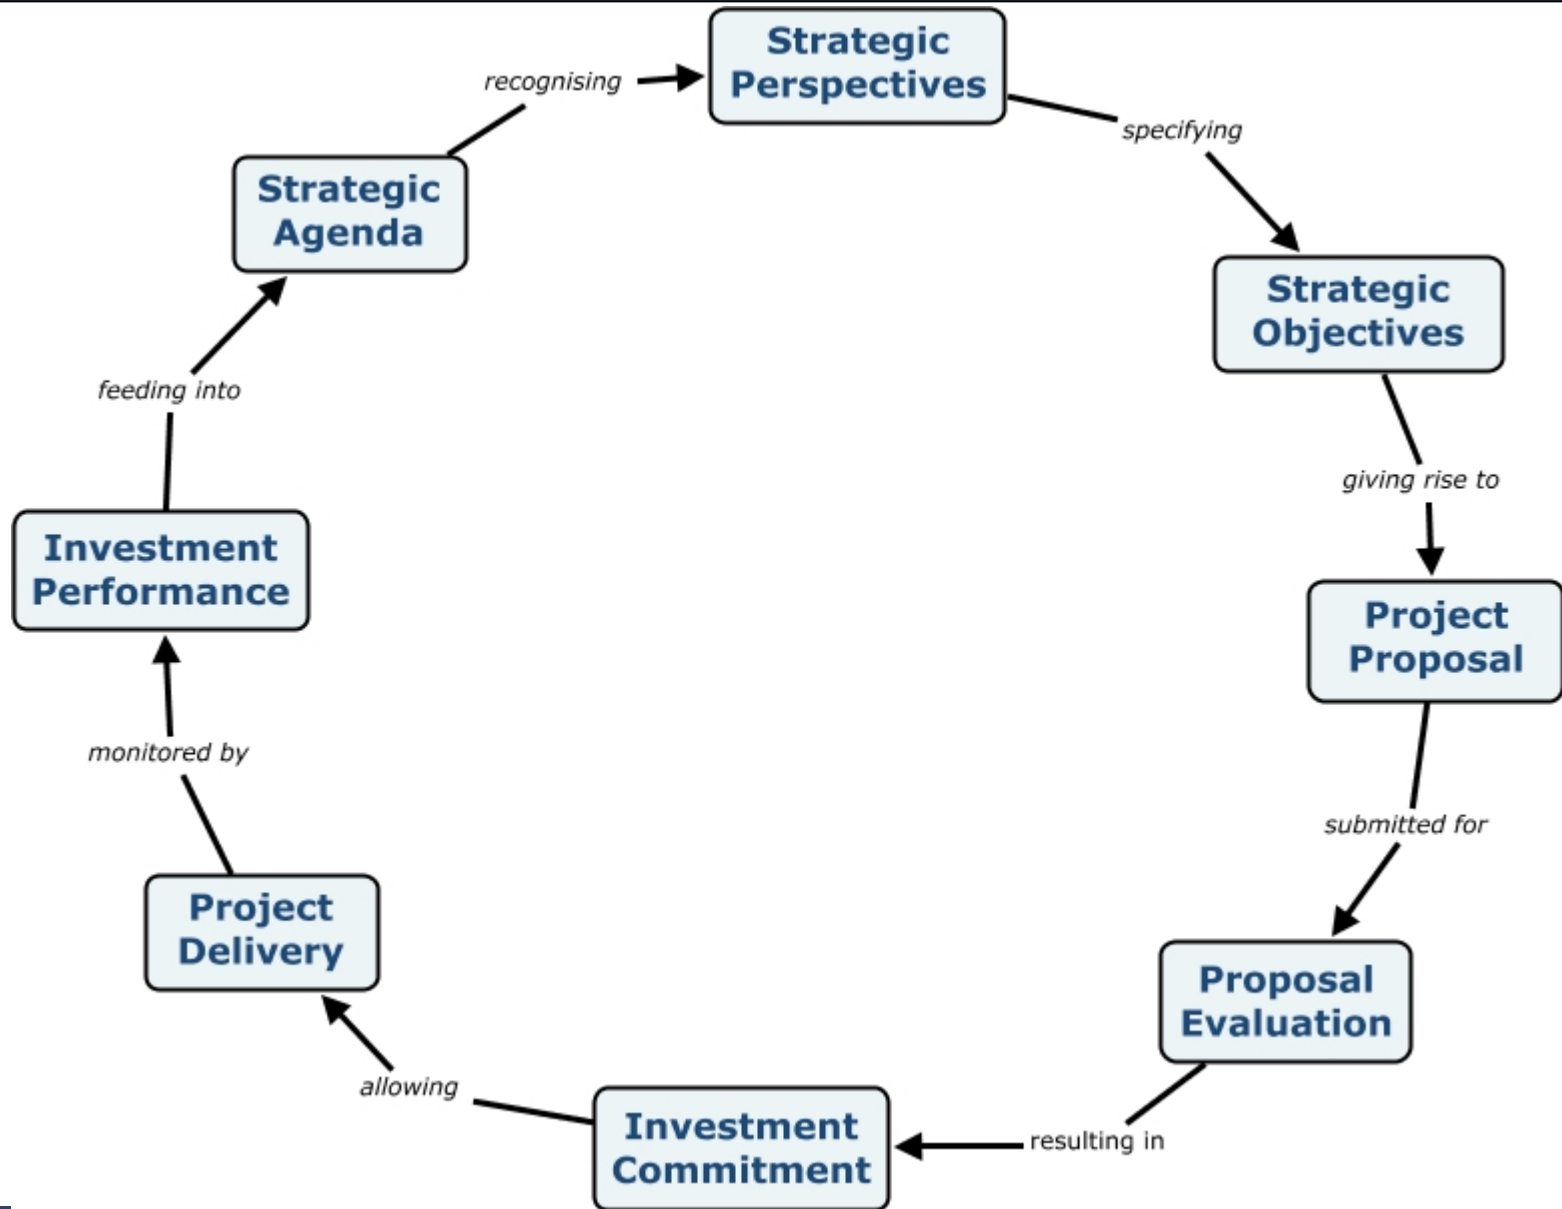 Strategic
Perspectives
specifying
Strategic
Objectives
giving rise to
Project
Proposal
submitted for
Proposal
Evaluation
resulting in
Investment
Commitment
allowing
Project
Delivery
monitored by
Investment
Performance
feeding into
Strategic
Agenda
recognising